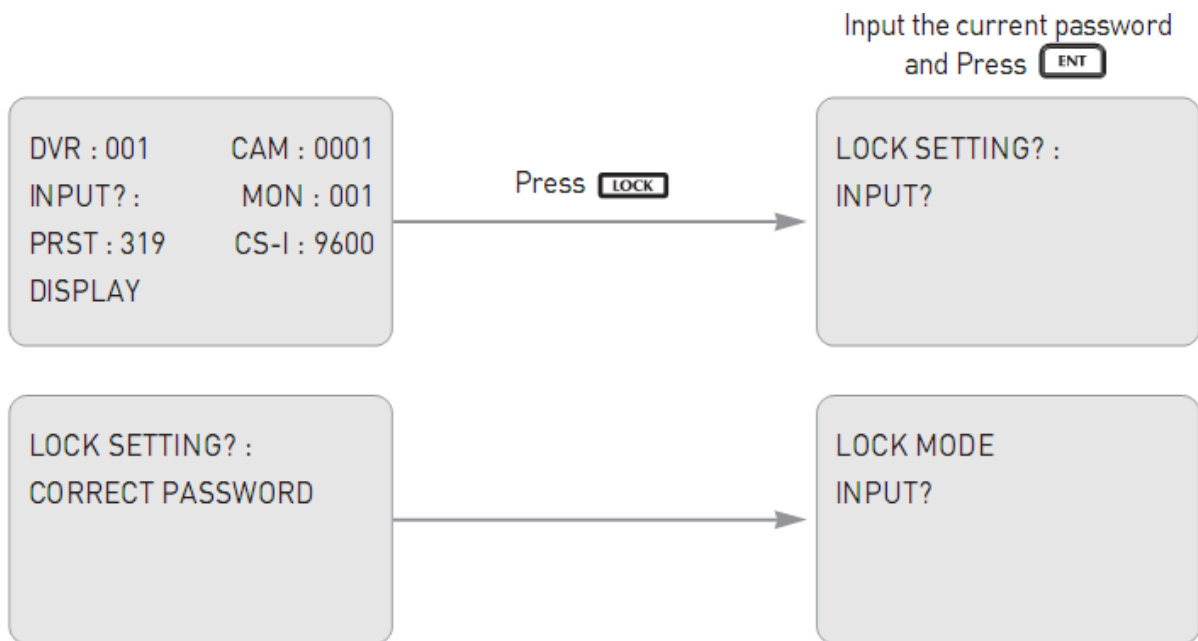 Input the current password
and Press ENT
DVR : 001 CAM : 0001
INPUT? : MON : 001
PRST : 319 CS-I : 9600
DISPLAY
Press LOCK
LOCK SETTING? :
INPUT?
LOCK SETTING? :
CORRECT PASSWORD
LOCK MODE
INPUT?